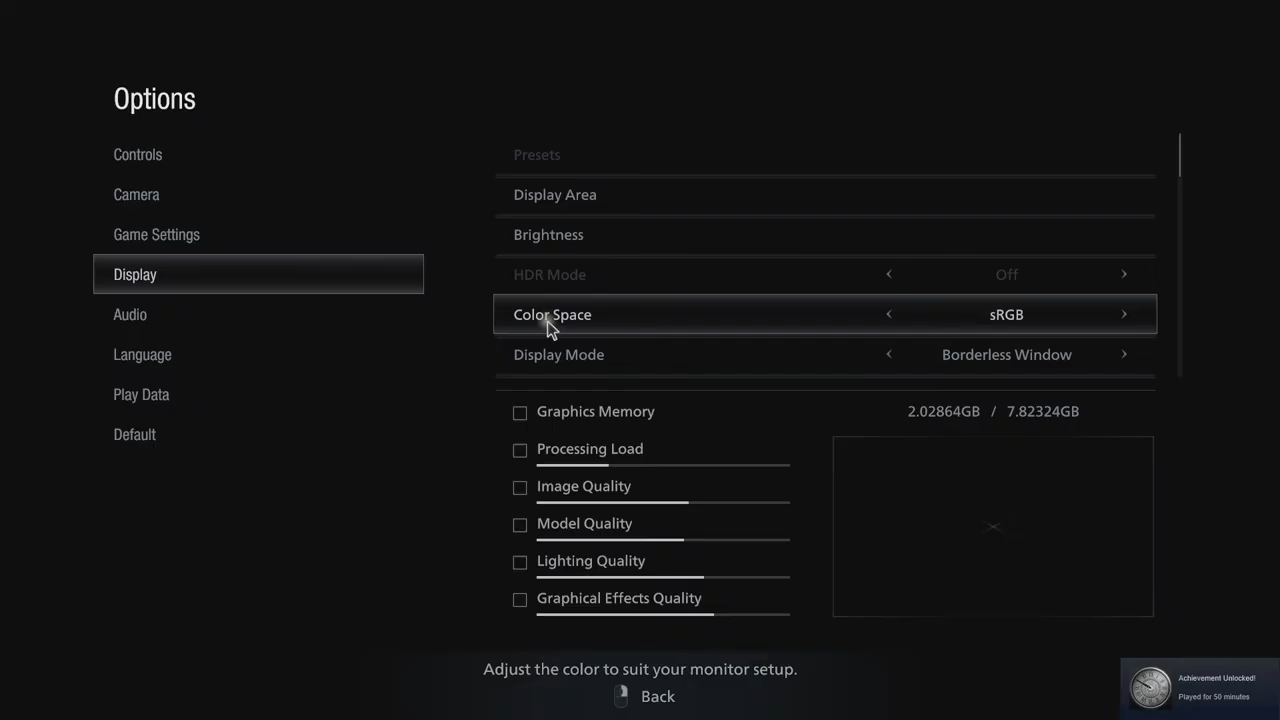 Options
Controls
Camera
Game Settings
Display
Audio
Language
Play Data
Default
Presets
Display Area
Brightness
HDR Mode Off
Color Space sRGB
Display Mode Borderless Window
Graphics Memory 2.02864GB / 7.82324GB
Processing Load
Image Quality
Model Quality
Lighting Quality
Graphical Effects Quality
Adjust the color to suit your monitor setup.
Back
Achievement Unlocked!
Played for 50 minutes